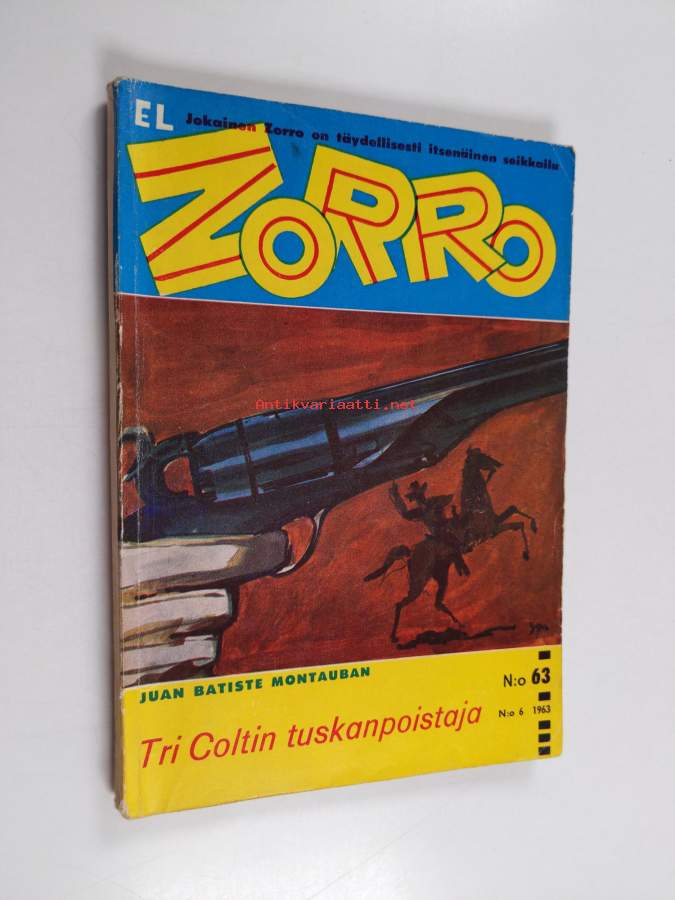 EL Jokainen Zorro on täydellisesti itsenäinen seikkailu
ZORRO
Antikvariaatti.net
JUAN BATISTE MONTAUBAN
N:o 63
Tri Coltin tuskanpoistaja
N:o 6 1963